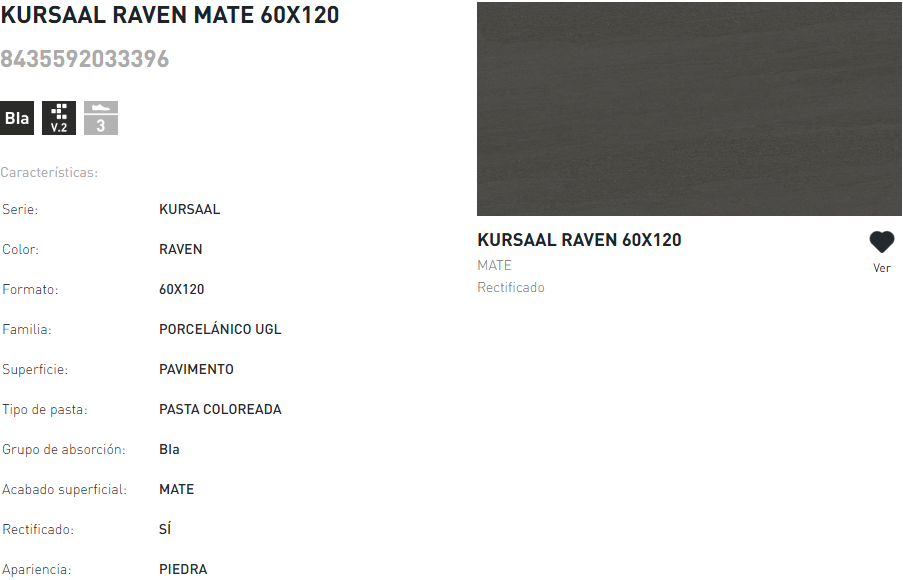 KURSAAL RAVEN MATE 60X120
8435592033396
BIa
V.2
3
Características:
Serie: KURSAAL
Color: RAVEN
Formato: 60X120
Familia: PORCELÁNICO UGL
Superficie: PAVIMENTO
Tipo de pasta: PASTA COLOREADA
Grupo de absorción: BIa
Acabado superficial: MATE
Rectificado: SÍ
Apariencia: PIEDRA
KURSAAL RAVEN 60X120
MATE
Rectificado
Ver